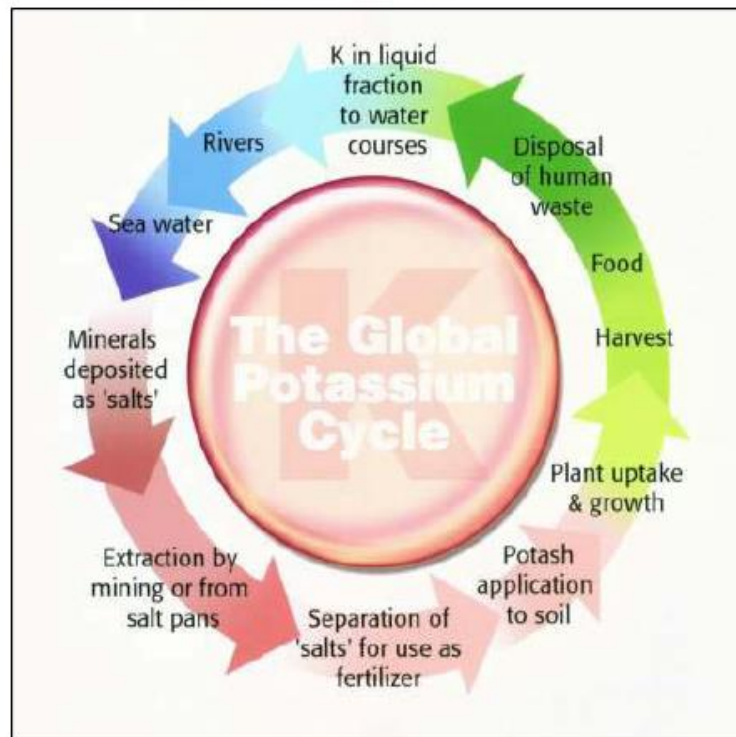 K in liquid
fraction
to water
courses
Rivers
Sea water
Minerals
deposited
as 'salts'
Extraction by
mining or from
salt pans
Separation of
'salts' for use as
fertilizer
Potash
application
to soil
Plant uptake
& growth
Harvest
Food
Disposal
of human
waste
K
The Global
Potassium
Cycle